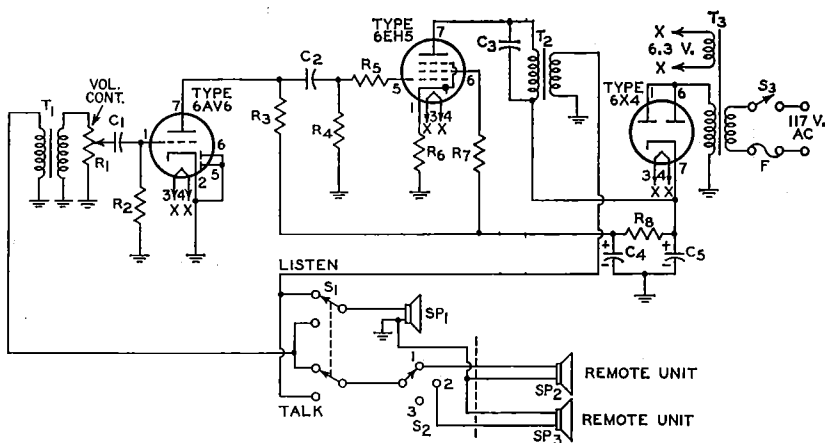 TYPE
6EH5
T3
X
6.3 V.
X
C3
T2
7
C2
R5
5
6
1
3 4
X X
TYPE
6AV6
VOL.
CONT.
T1
C1
R1
7
1
6
5
2
3 4
X X
R2
R3
R4
R6
R7
TYPE
6X4
1
6
3 4
X X
7
S3
117 V.
AC
F
R8
C4
+
-
+
-
C5
LISTEN
S1
SP1
TALK
1
2
3
S2
SP2
REMOTE UNIT
SP3
REMOTE UNIT